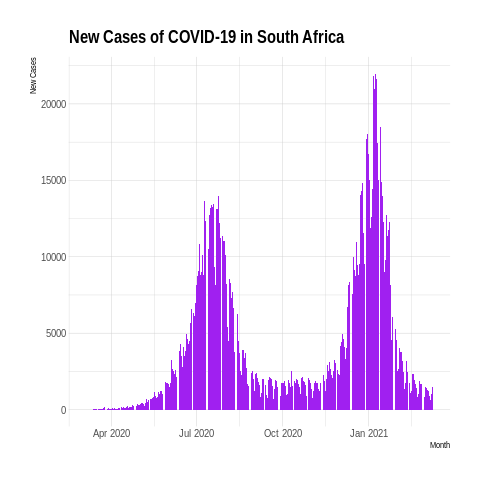 New Cases of COVID-19 in South Africa
New Cases
20000
15000
10000
5000
0
Apr 2020 Jul 2020 Oct 2020 Jan 2021
Month